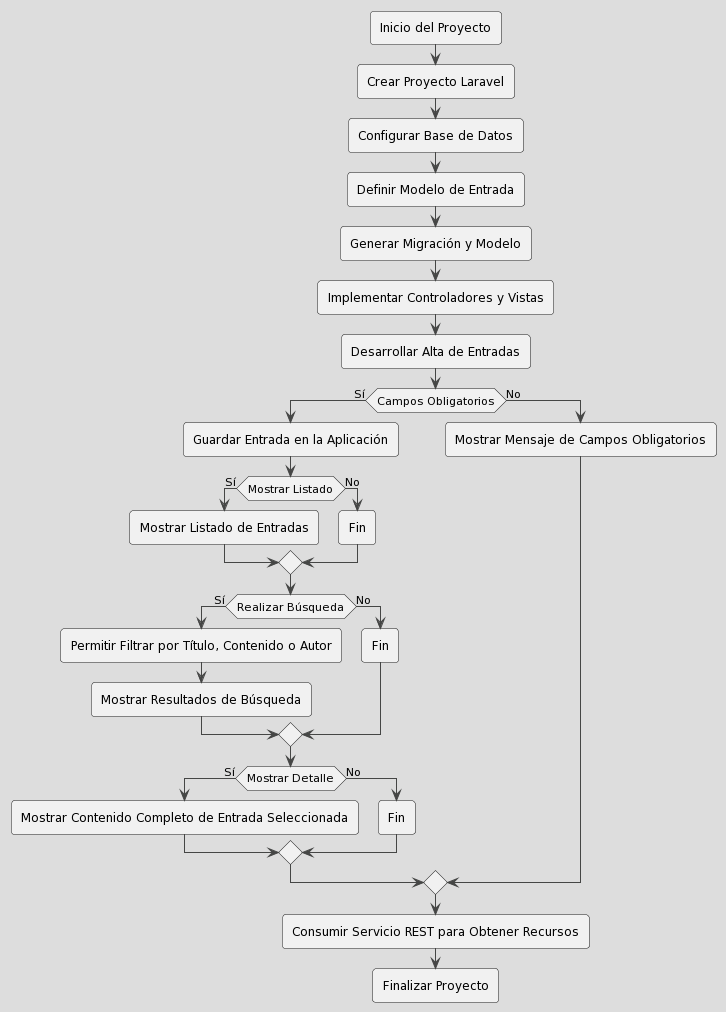 Inicio del Proyecto
Crear Proyecto Laravel
Configurar Base de Datos
Definir Modelo de Entrada
Generar Migración y Modelo
Implementar Controladores y Vistas
Desarrollar Alta de Entradas
Sí
Campos Obligatorios
No
Guardar Entrada en la Aplicación
Mostrar Mensaje de Campos Obligatorios
Sí
Mostrar Listado
No
Mostrar Listado de Entradas
Fin
Sí
Realizar Búsqueda
No
Permitir Filtrar por Título, Contenido o Autor
Fin
Mostrar Resultados de Búsqueda
Sí
Mostrar Detalle
No
Mostrar Contenido Completo de Entrada Seleccionada
Fin
Consumir Servicio REST para Obtener Recursos
Finalizar Proyecto